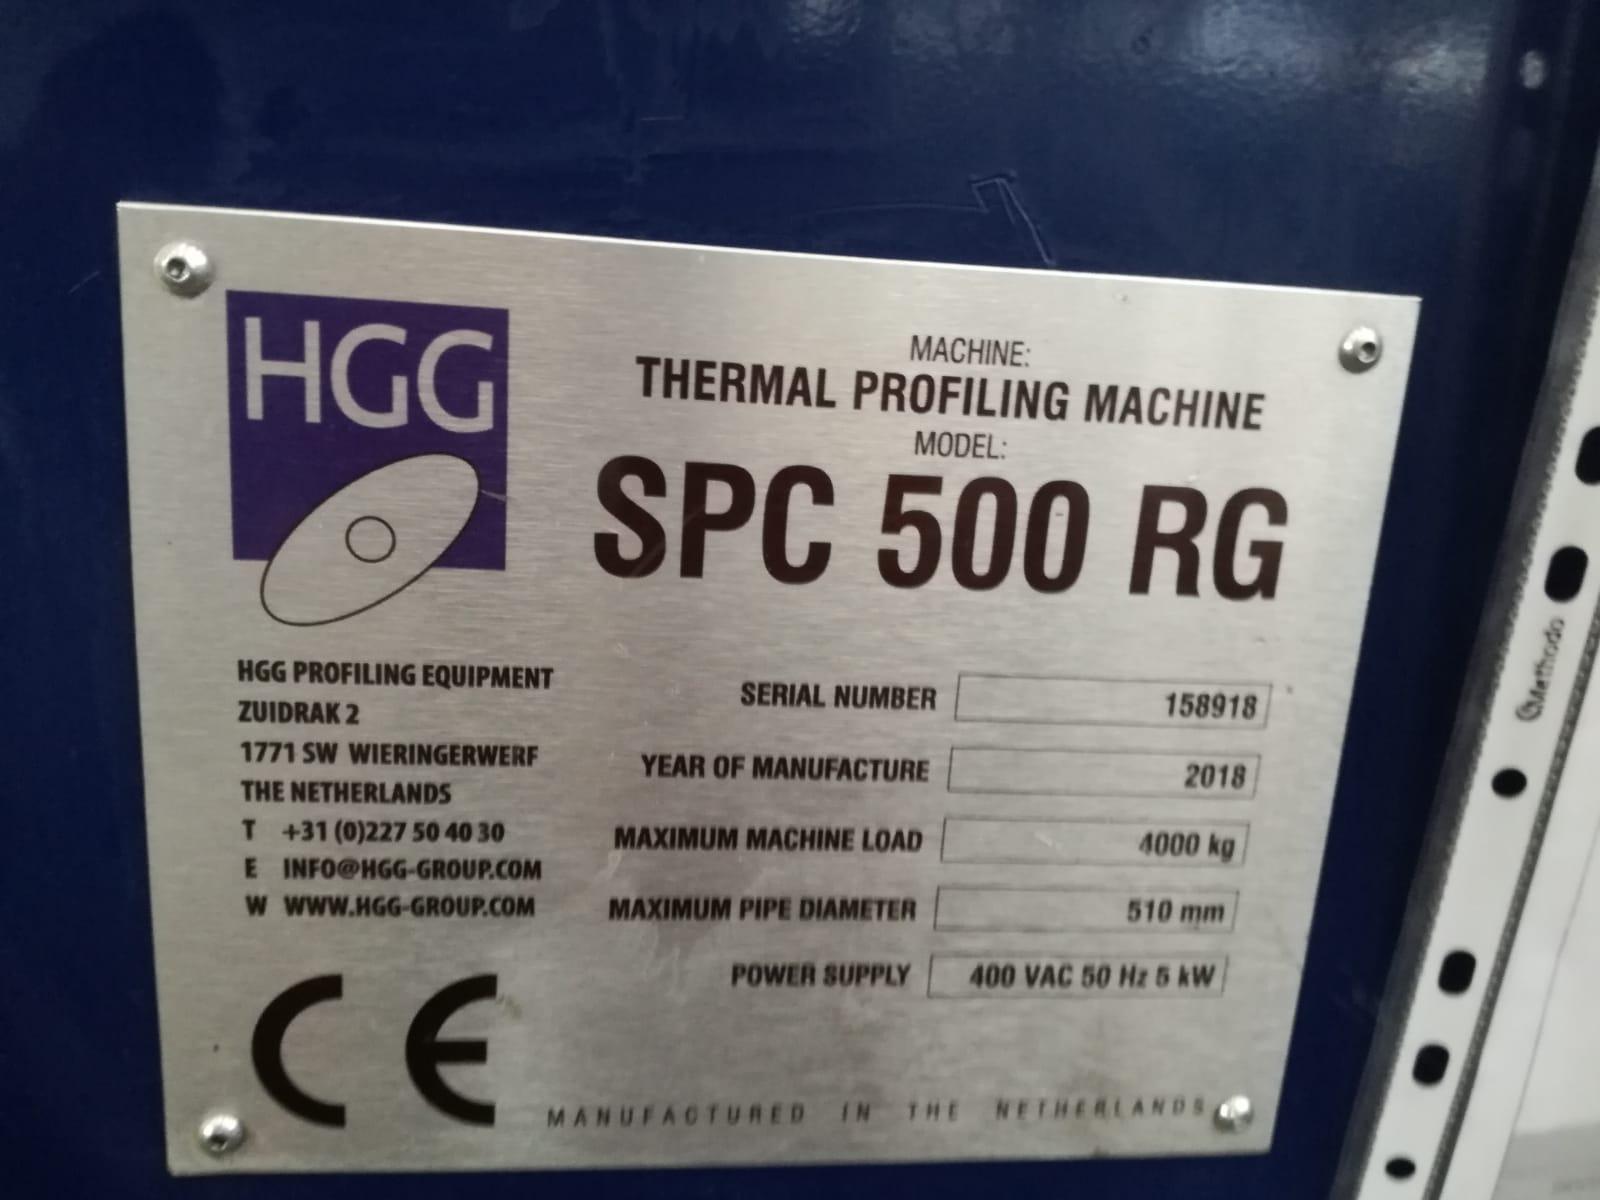 HGG
MACHINE:
THERMAL PROFILING MACHINE
MODEL:
SPC 500 RG
HGG PROFILING EQUIPMENT
ZUIDRAK 2
1771 SW WIERINGERWERF
THE NETHERLANDS
T +31 (0)227 50 40 30
E INFO@HGG-GROUP.COM
W WWW.HGG-GROUP.COM
SERIAL NUMBER 158918
YEAR OF MANUFACTURE 2018
MAXIMUM MACHINE LOAD 4000 kg
MAXIMUM PIPE DIAMETER 510 mm
POWER SUPPLY 400 VAC 50 Hz 5 kW
CE
MANUFACTURED IN THE NETHERLANDS
Methodo